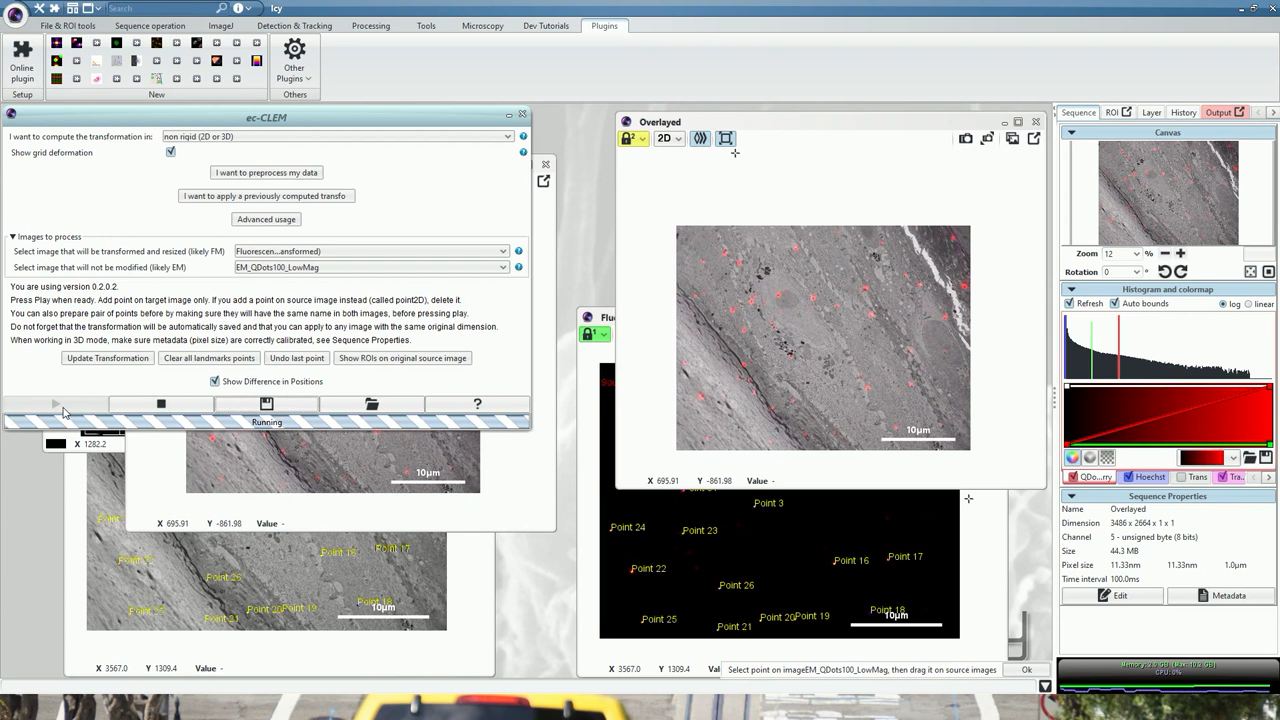 Search
Icy
File & ROI tools
Sequence operation
ImageJ
Detection & Tracking
Processing
Tools
Microscopy
Dev Tutorials
Plugins
Online
plugin
Other
Plugins
Setup
New
Others
ec-CLEM
I want to compute the transformation in:
non rigid (2D or 3D)
Show grid deformation
I want to preprocess my data
I want to apply a previously computed transfo
Advanced usage
Images to process
Select image that will be transformed and resized (likely FM)
Fluorescen...ansformed)
Select image that will not be modified (likely EM)
EM_QDots100_LowMag
You are using version 0.2.0.2.
Press Play when ready. Add point on target image only. If you add a point on source image instead (called point2D), delete it.
You can also prepare pair of points before by making sure they will have the same name in both images, before pressing play.
Do not forget that the transformation will be automatically saved and that you can apply to any image with the same original dimension.
When working in 3D mode, make sure metadata (pixel size) are correctly calibrated, see Sequence Properties.
Update Transformation
Clear all landmarks points
Undo last point
Show ROIs on original source image
Show Difference in Positions
?
Running
X 1282.2
10µm
X 695.91 Y -861.98 Value -
Point 16
Point 17
Point 26
Point 20
Point 19
Point 18
Point 21
10µm
X 3567.0 Y 1309.4 Value -
Overlayed
2D
10µm
X 695.91 Y -861.98 Value -
Point 3
Point 24
Point 23
Point 22
Point 16
Point 17
Point 26
Point 25
Point 20
Point 19
Point 18
Point 21
10µm
X 3567.0 Y 1309.4
Select point on imageEM_QDots100_LowMag, then drag it on source images
Ok
Sequence
ROI
Layer
History
Output
Canvas
Zoom 12 %
Rotation 0 °
Histogram and colormap
Refresh
Auto bounds
log
linear
QDo...rry
Hoechst
Trans
Tra...
Sequence Properties
Name Overlayed
Dimension 3486 x 2664 x 1 x 1
Channel 5 - unsigned byte (8 bits)
Size 44.3 MB
Pixel size 11.33nm 11.33nm 1.0µm
Time interval 100.0ms
Edit
Metadata